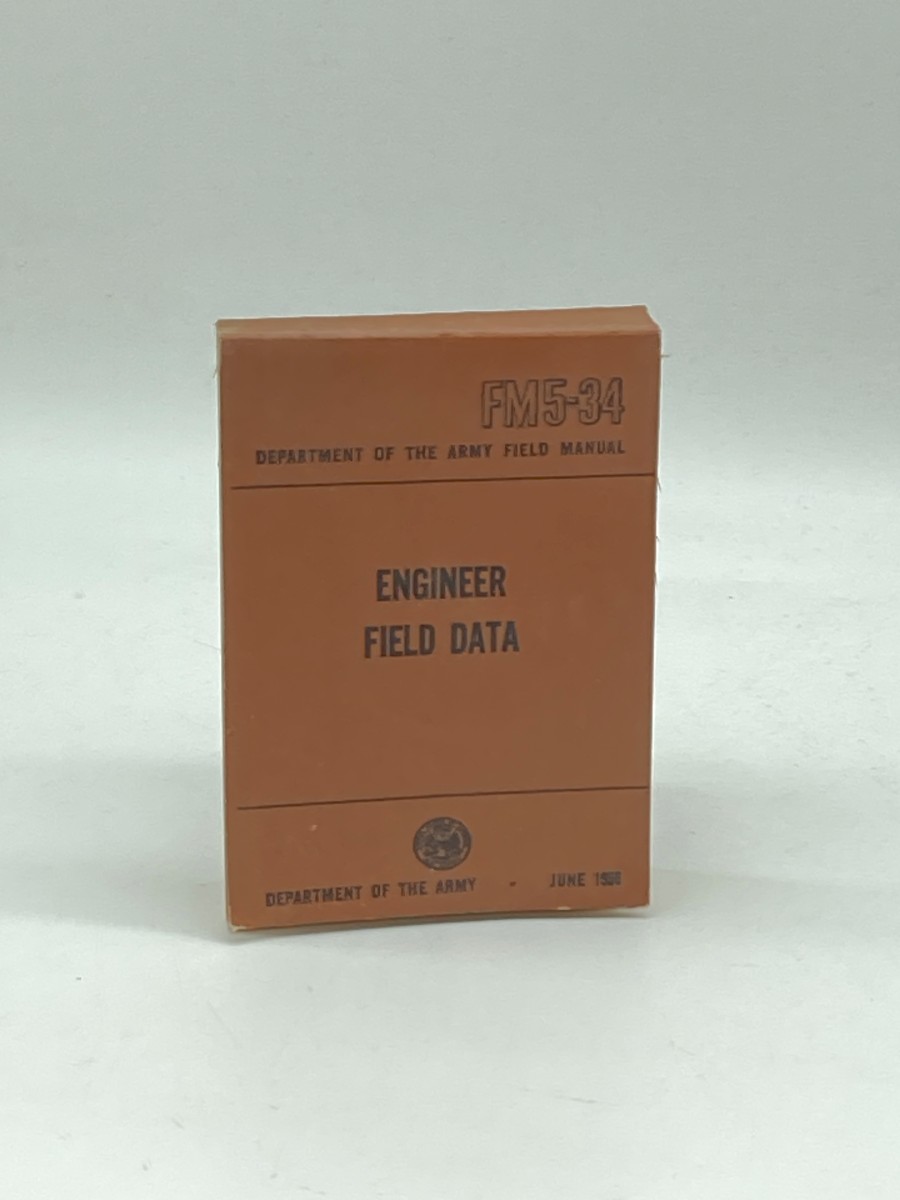 FM5-34
DEPARTMENT OF THE ARMY FIELD MANUAL
ENGINEER
FIELD DATA
DEPARTMENT OF THE ARMY - JUNE